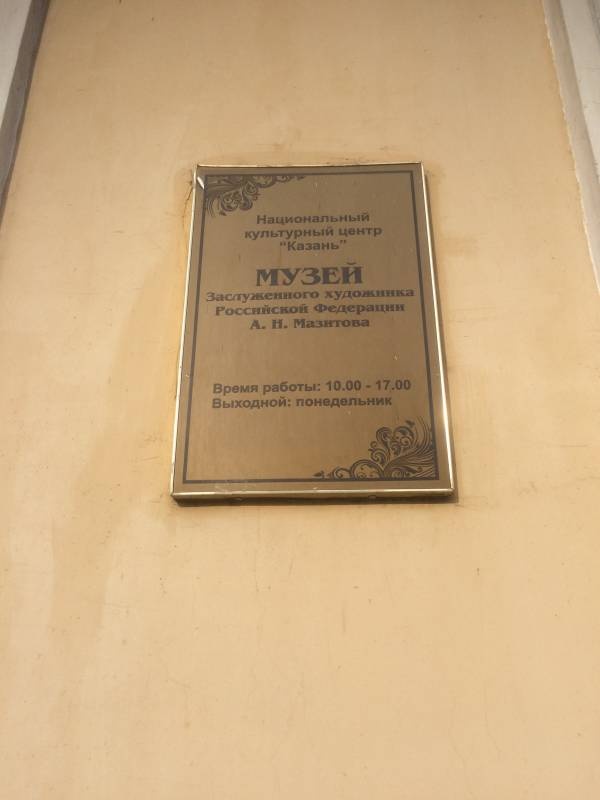 Национальный
культурный центр
"Казань"
МУЗЕЙ
Заслуженного художника
Российской Федерации
А. Н. Мазитова
Время работы: 10.00 - 17.00
Выходной: понедельник